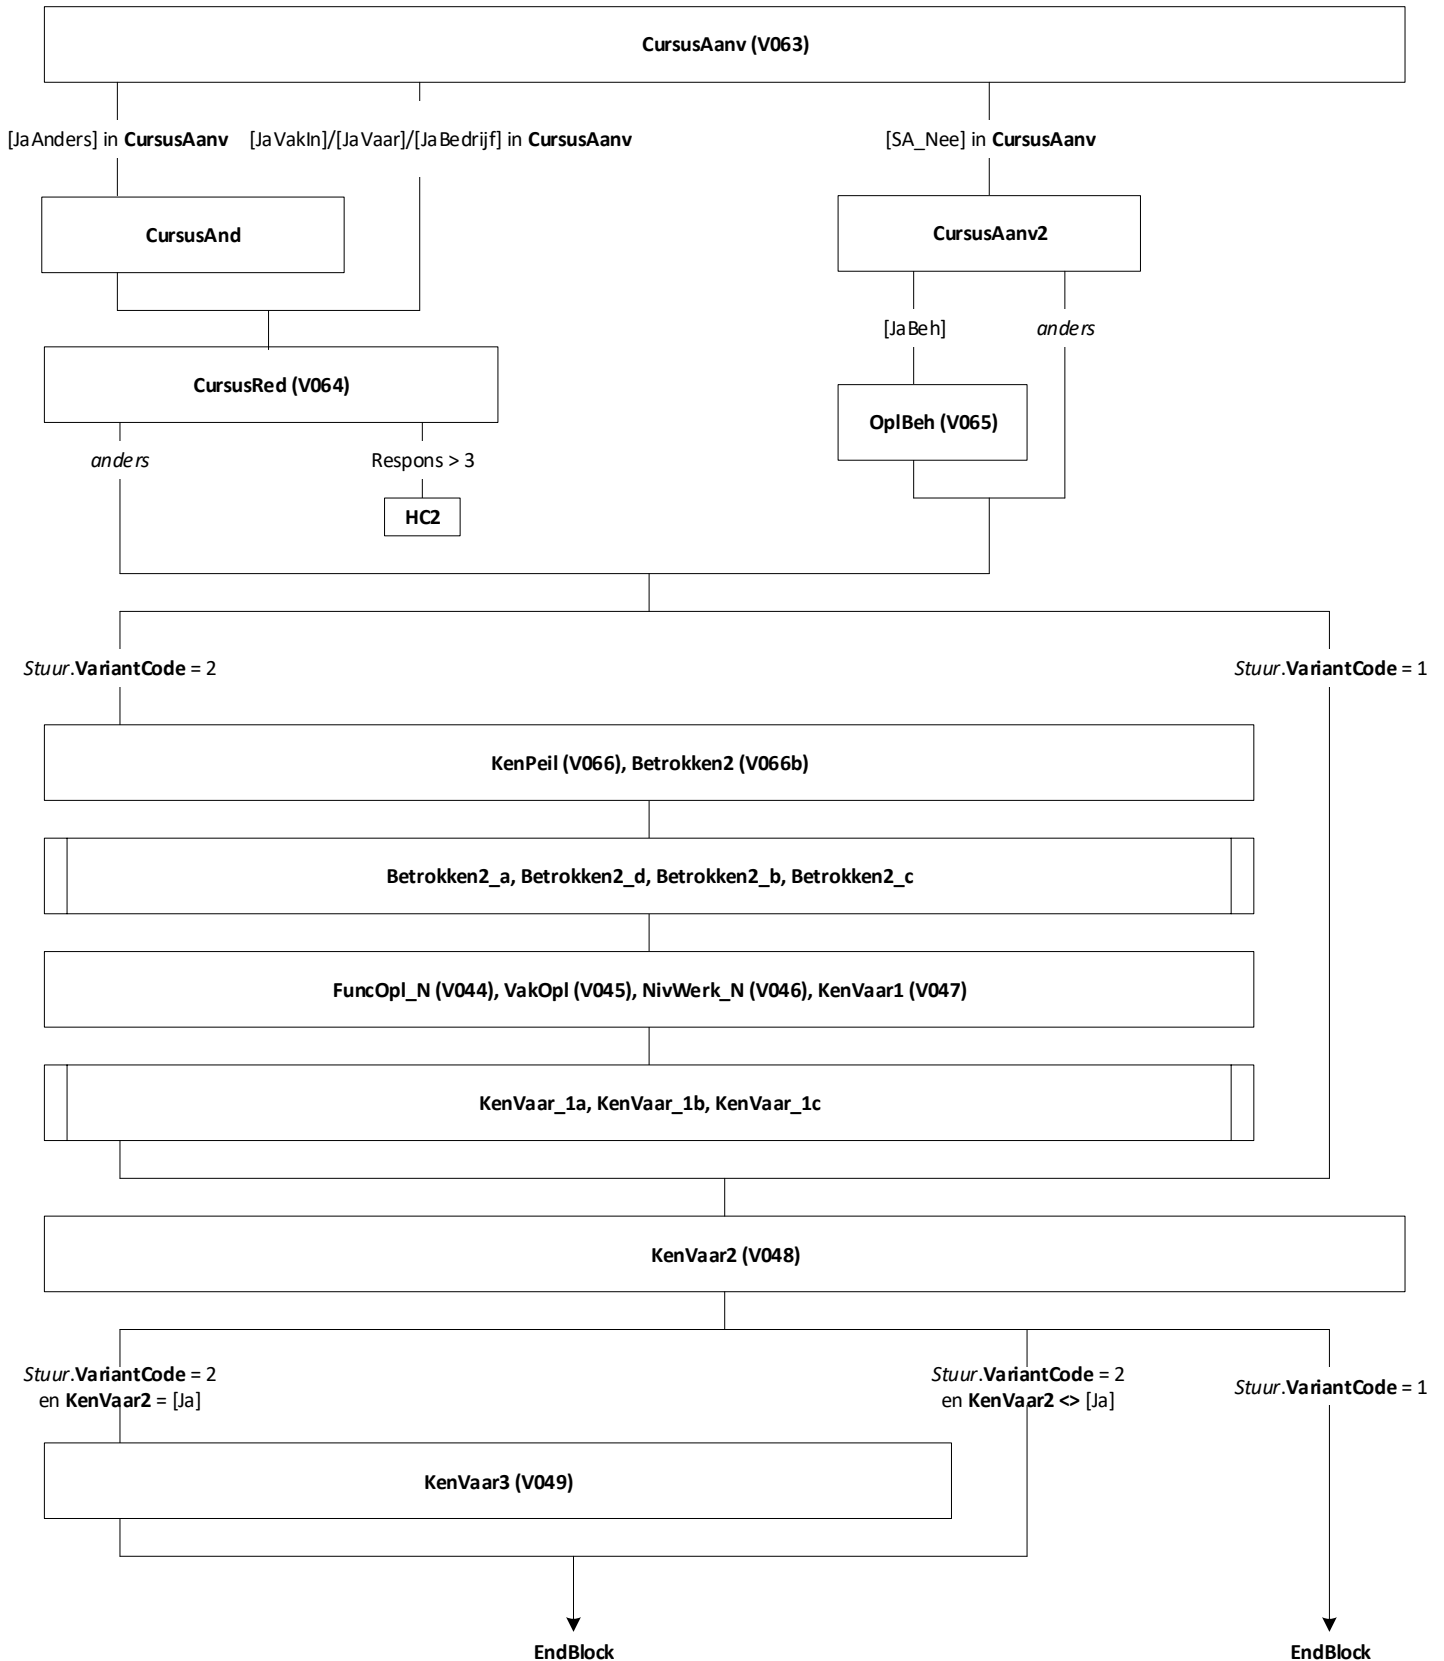 CursusAanv (V063)
[JaAnders] in CursusAanv
[JaVakIn]/[JaVaar]/[JaBedrijf] in CursusAanv
[SA_Nee] in CursusAanv
CursusAnd
CursusAanv2
[JaBeh]
anders
CursusRed (V064)
OplBeh (V065)
anders
Respons > 3
HC2
Stuur.VariantCode = 2
Stuur.VariantCode = 1
KenPeil (V066), Betrokken2 (V066b)
Betrokken2_a, Betrokken2_d, Betrokken2_b, Betrokken2_c
FuncOpl_N (V044), VakOpl (V045), NivWerk_N (V046), KenVaar1 (V047)
KenVaar_1a, KenVaar_1b, KenVaar_1c
KenVaar2 (V048)
Stuur.VariantCode = 2
en KenVaar2 = [Ja]
Stuur.VariantCode = 2
en KenVaar2 <> [Ja]
Stuur.VariantCode = 1
KenVaar3 (V049)
EndBlock
EndBlock